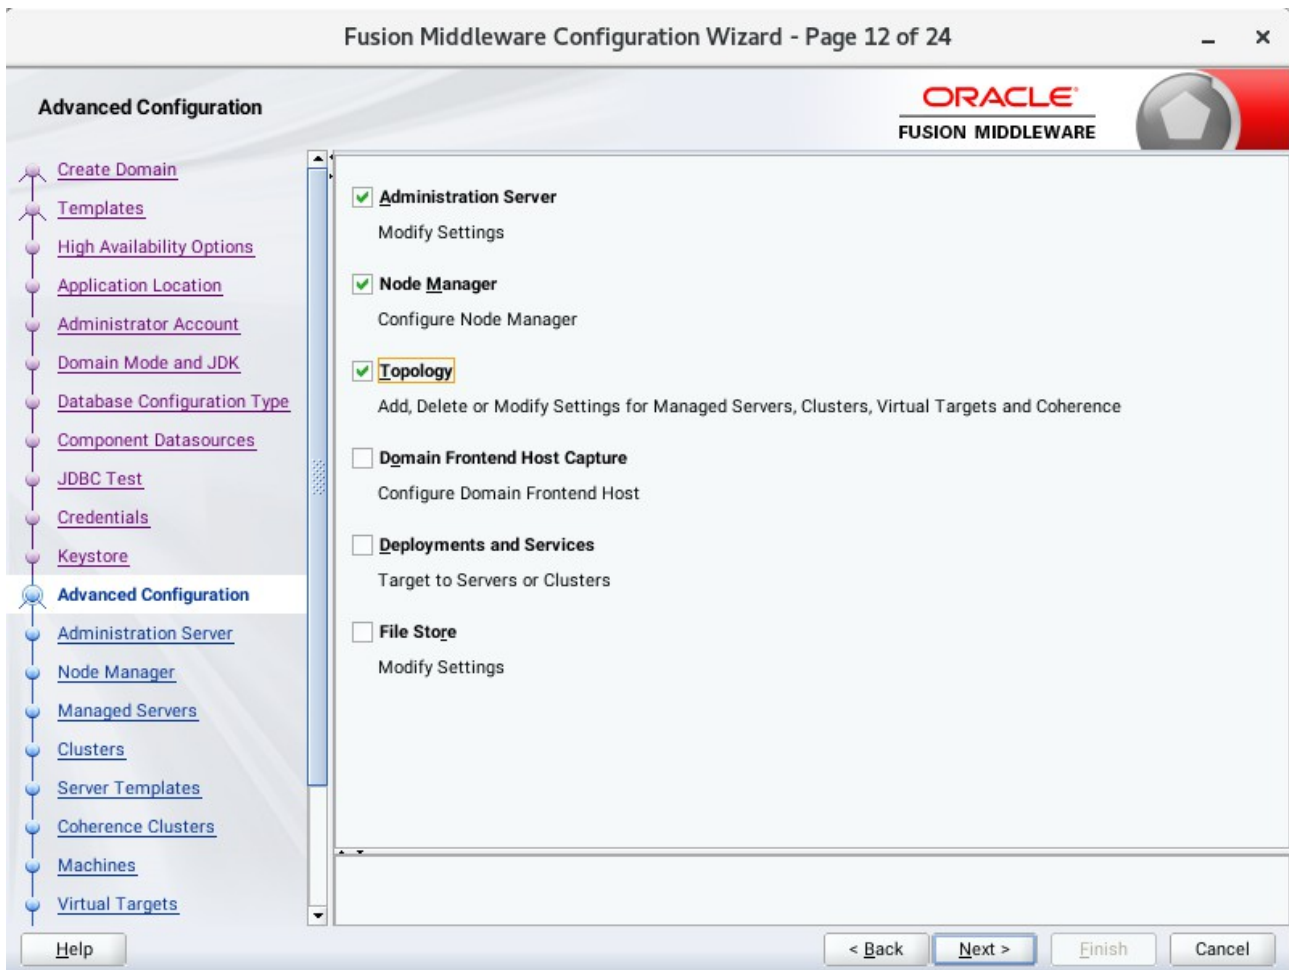 Fusion Middleware Configuration Wizard - Page 12 of 24
Advanced Configuration
ORACLE
FUSION MIDDLEWARE
Create Domain
Templates
High Availability Options
Application Location
Administrator Account
Domain Mode and JDK
Database Configuration Type
Component Datasources
JDBC Test
Credentials
Keystore
Advanced Configuration
Administration Server
Node Manager
Managed Servers
Clusters
Server Templates
Coherence Clusters
Machines
Virtual Targets
Administration Server
Modify Settings
Node Manager
Configure Node Manager
Topology
Add, Delete or Modify Settings for Managed Servers, Clusters, Virtual Targets and Coherence
Domain Frontend Host Capture
Configure Domain Frontend Host
Deployments and Services
Target to Servers or Clusters
File Store
Modify Settings
Help
< Back
Next >
Finish
Cancel